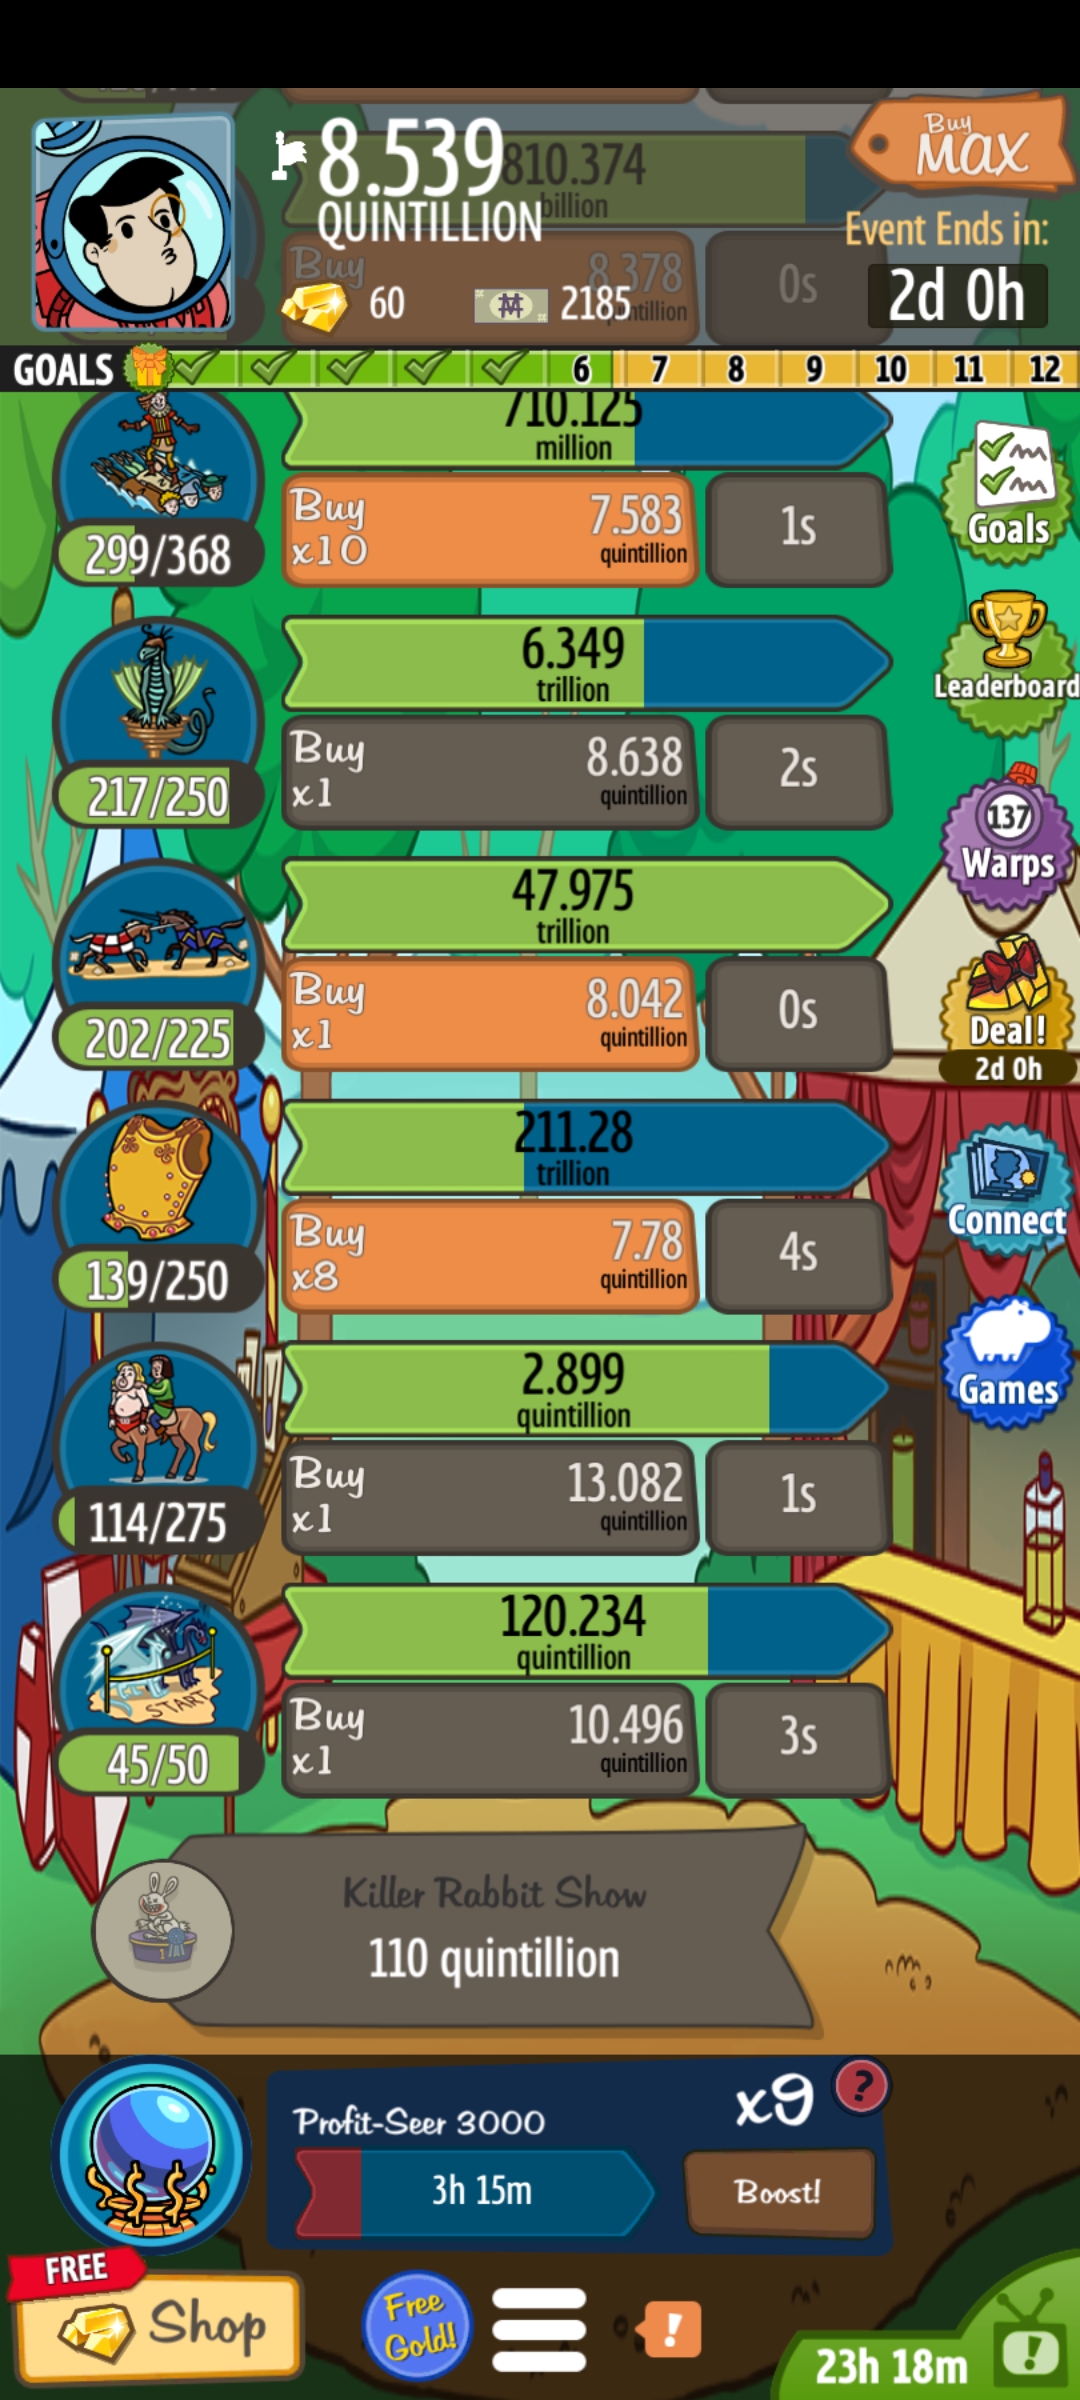 8.539
QUINTILLION
810.374
billion
Buy
MAX
Event Ends in:
2d 0h
Buy
8.378
0s
60
2185
GOALS
6 7 8 9 10 11 12
710.125
million
Buy
x10
7.583
quintillion
1s
299/368
Goals
6.349
trillion
Buy
x1
8.638
quintillion
2s
217/250
Leaderboard
137
Warps
47.975
trillion
Buy
x1
8.042
quintillion
0s
202/225
Deal!
2d 0h
211.28
trillion
Buy
x8
7.78
quintillion
4s
139/250
Connect
2.899
quintillion
Buy
x1
13.082
quintillion
1s
114/275
Games
120.234
quintillion
START
Buy
x1
10.496
quintillion
3s
45/50
Killer Rabbit Show
110 quintillion
1
Profit-Seer 3000
x9
?
3h 15m
Boost!
FREE
Shop
Free
Gold!
!
23h 18m
!